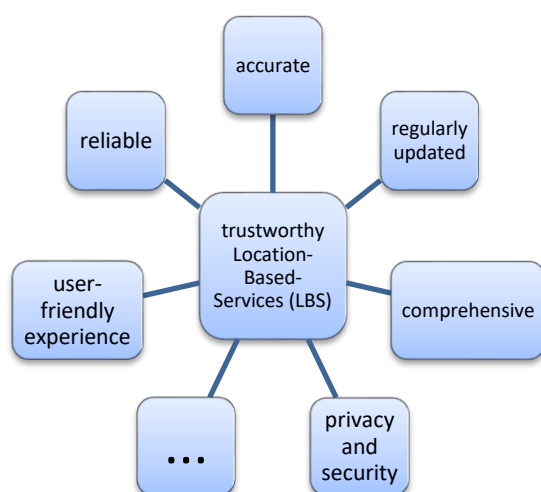 accurate
reliable
regularly
updated
trustworthy
Location-
Based-
Services (LBS)
user-
friendly
experience
comprehensive
...
privacy
and
security